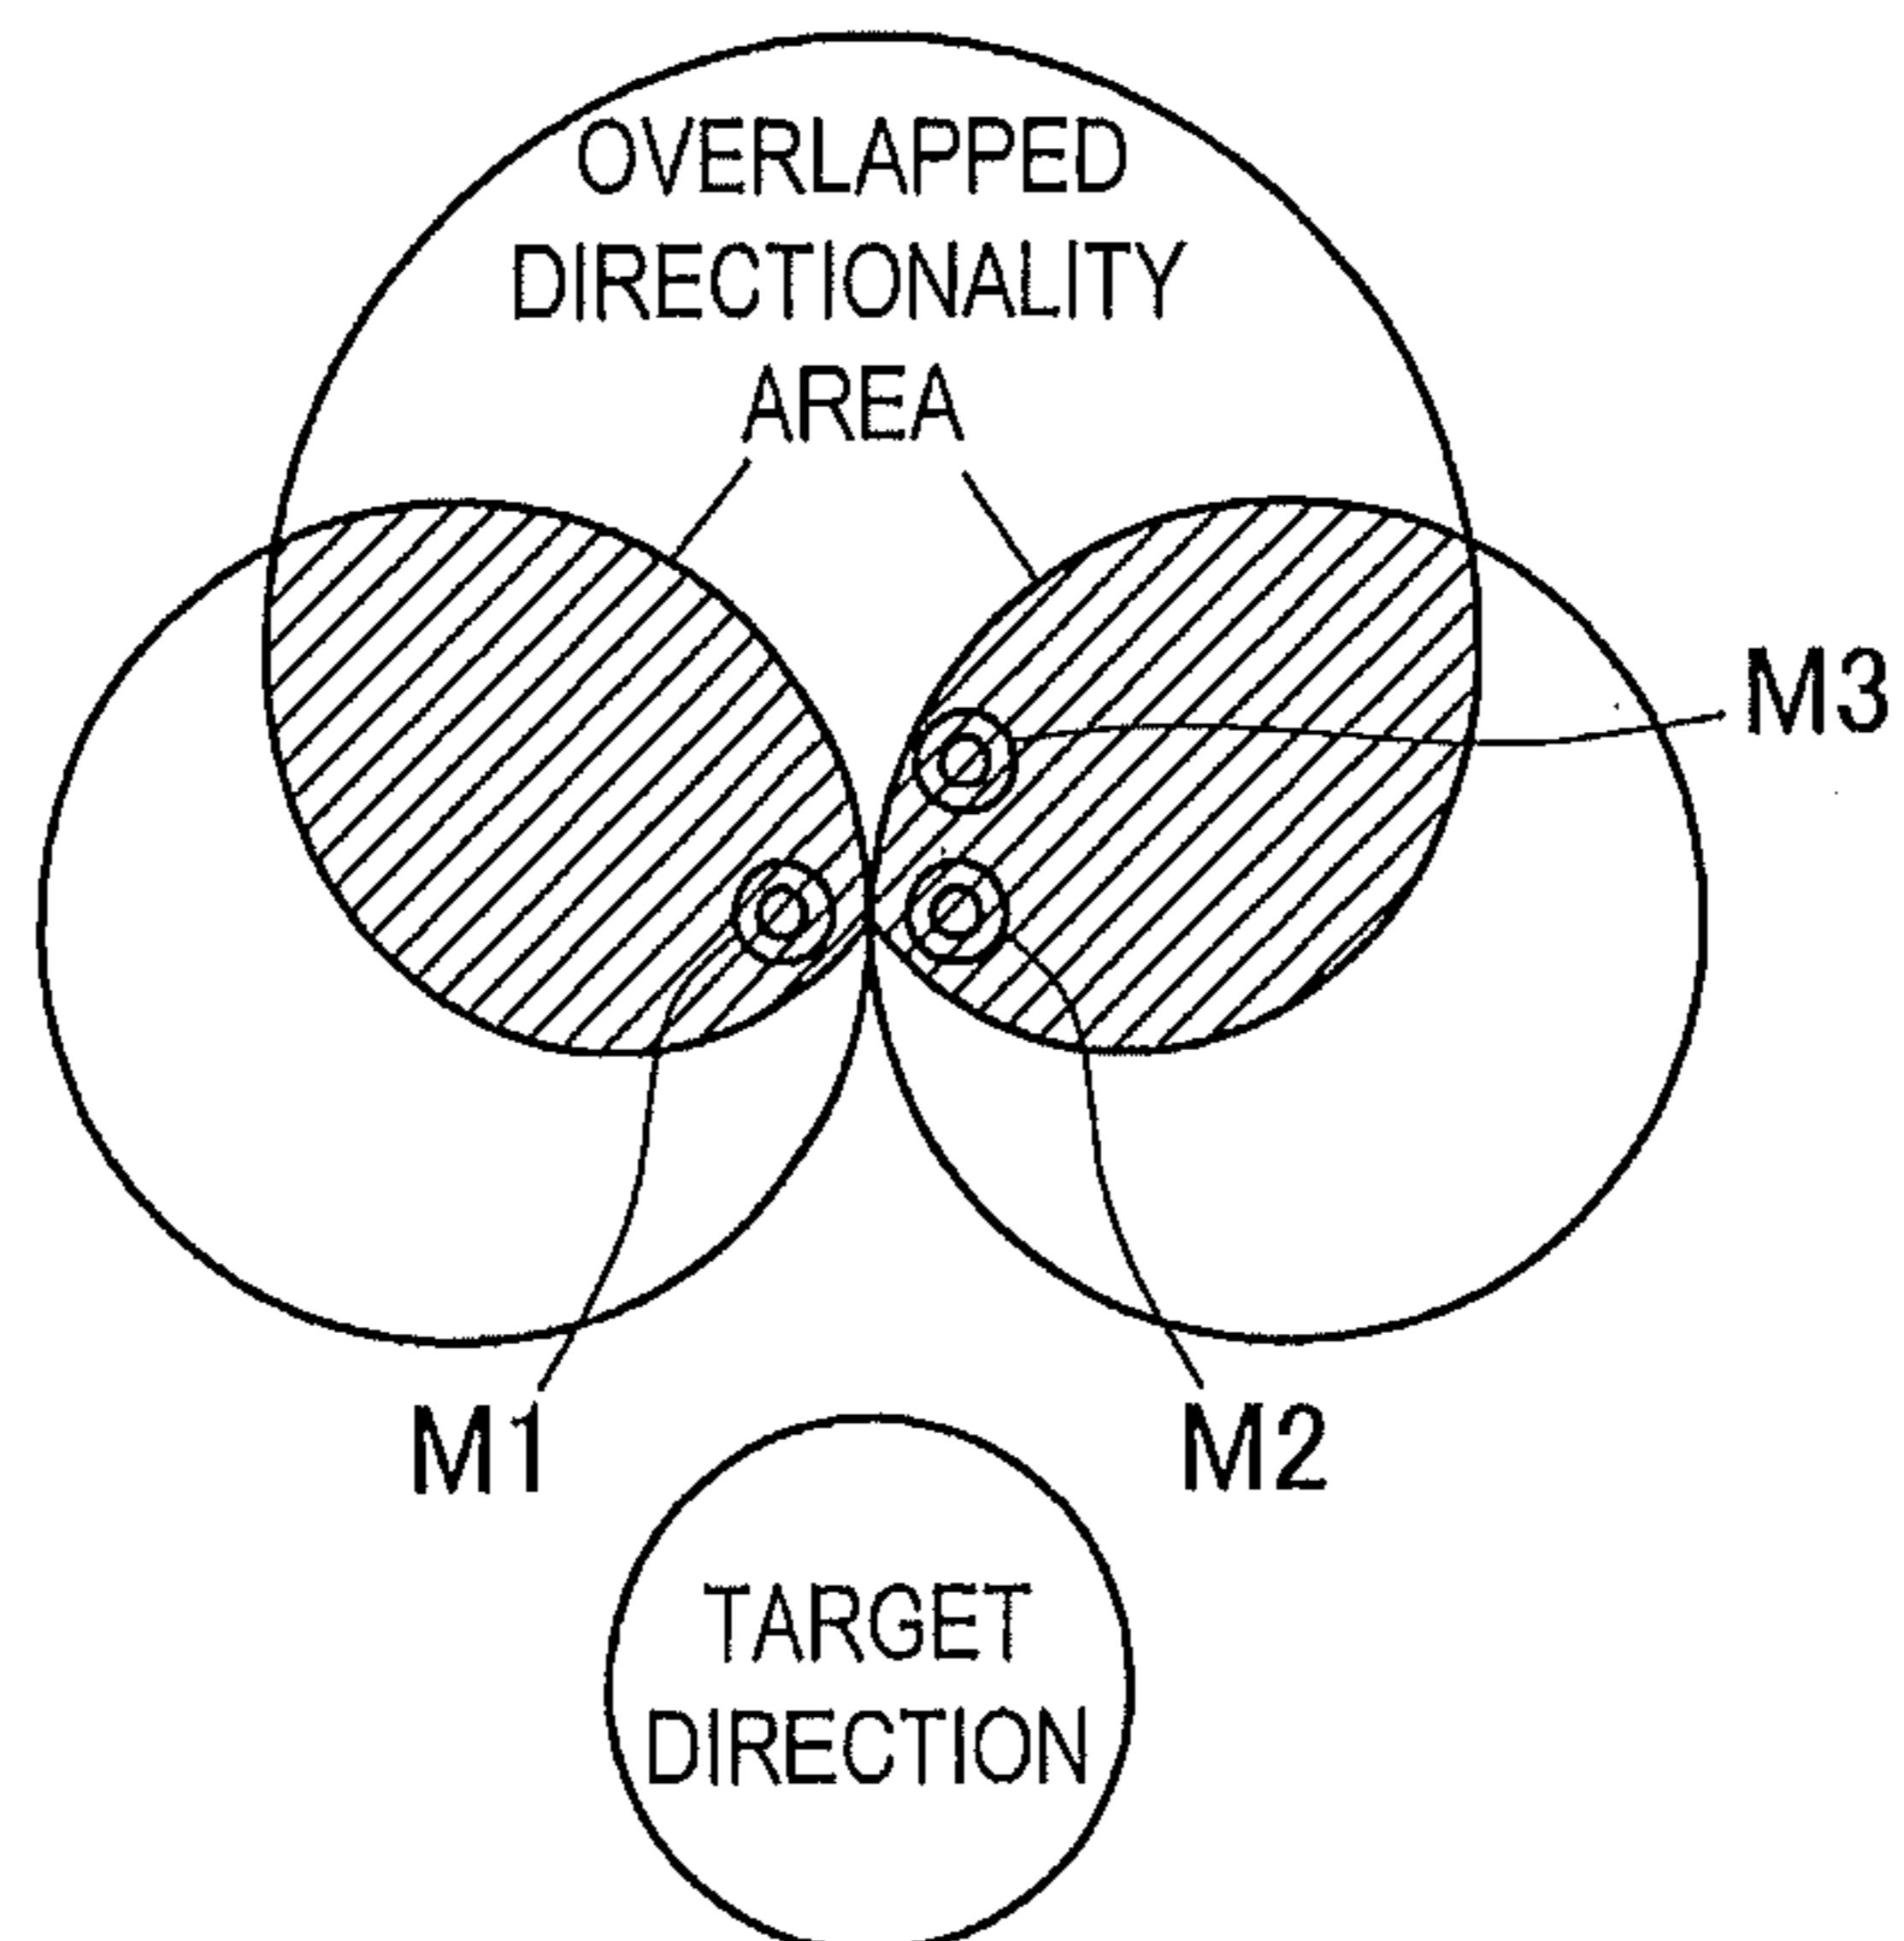 OVERLAPPED
DIRECTIONALITY
AREA
M3
M1
M2
TARGET
DIRECTION